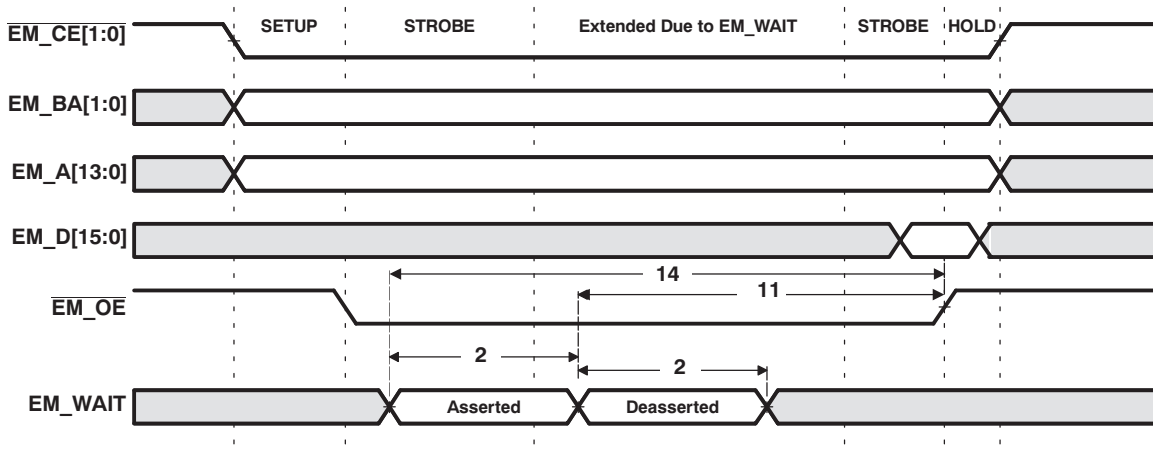 SETUP STROBE Extended Due to EM_WAIT STROBE HOLD
EM_CE[1:0]
EM_BA[1:0]
EM_A[13:0]
EM_D[15:0]
14
11
EM_OE
2
2
EM_WAIT Asserted Deasserted